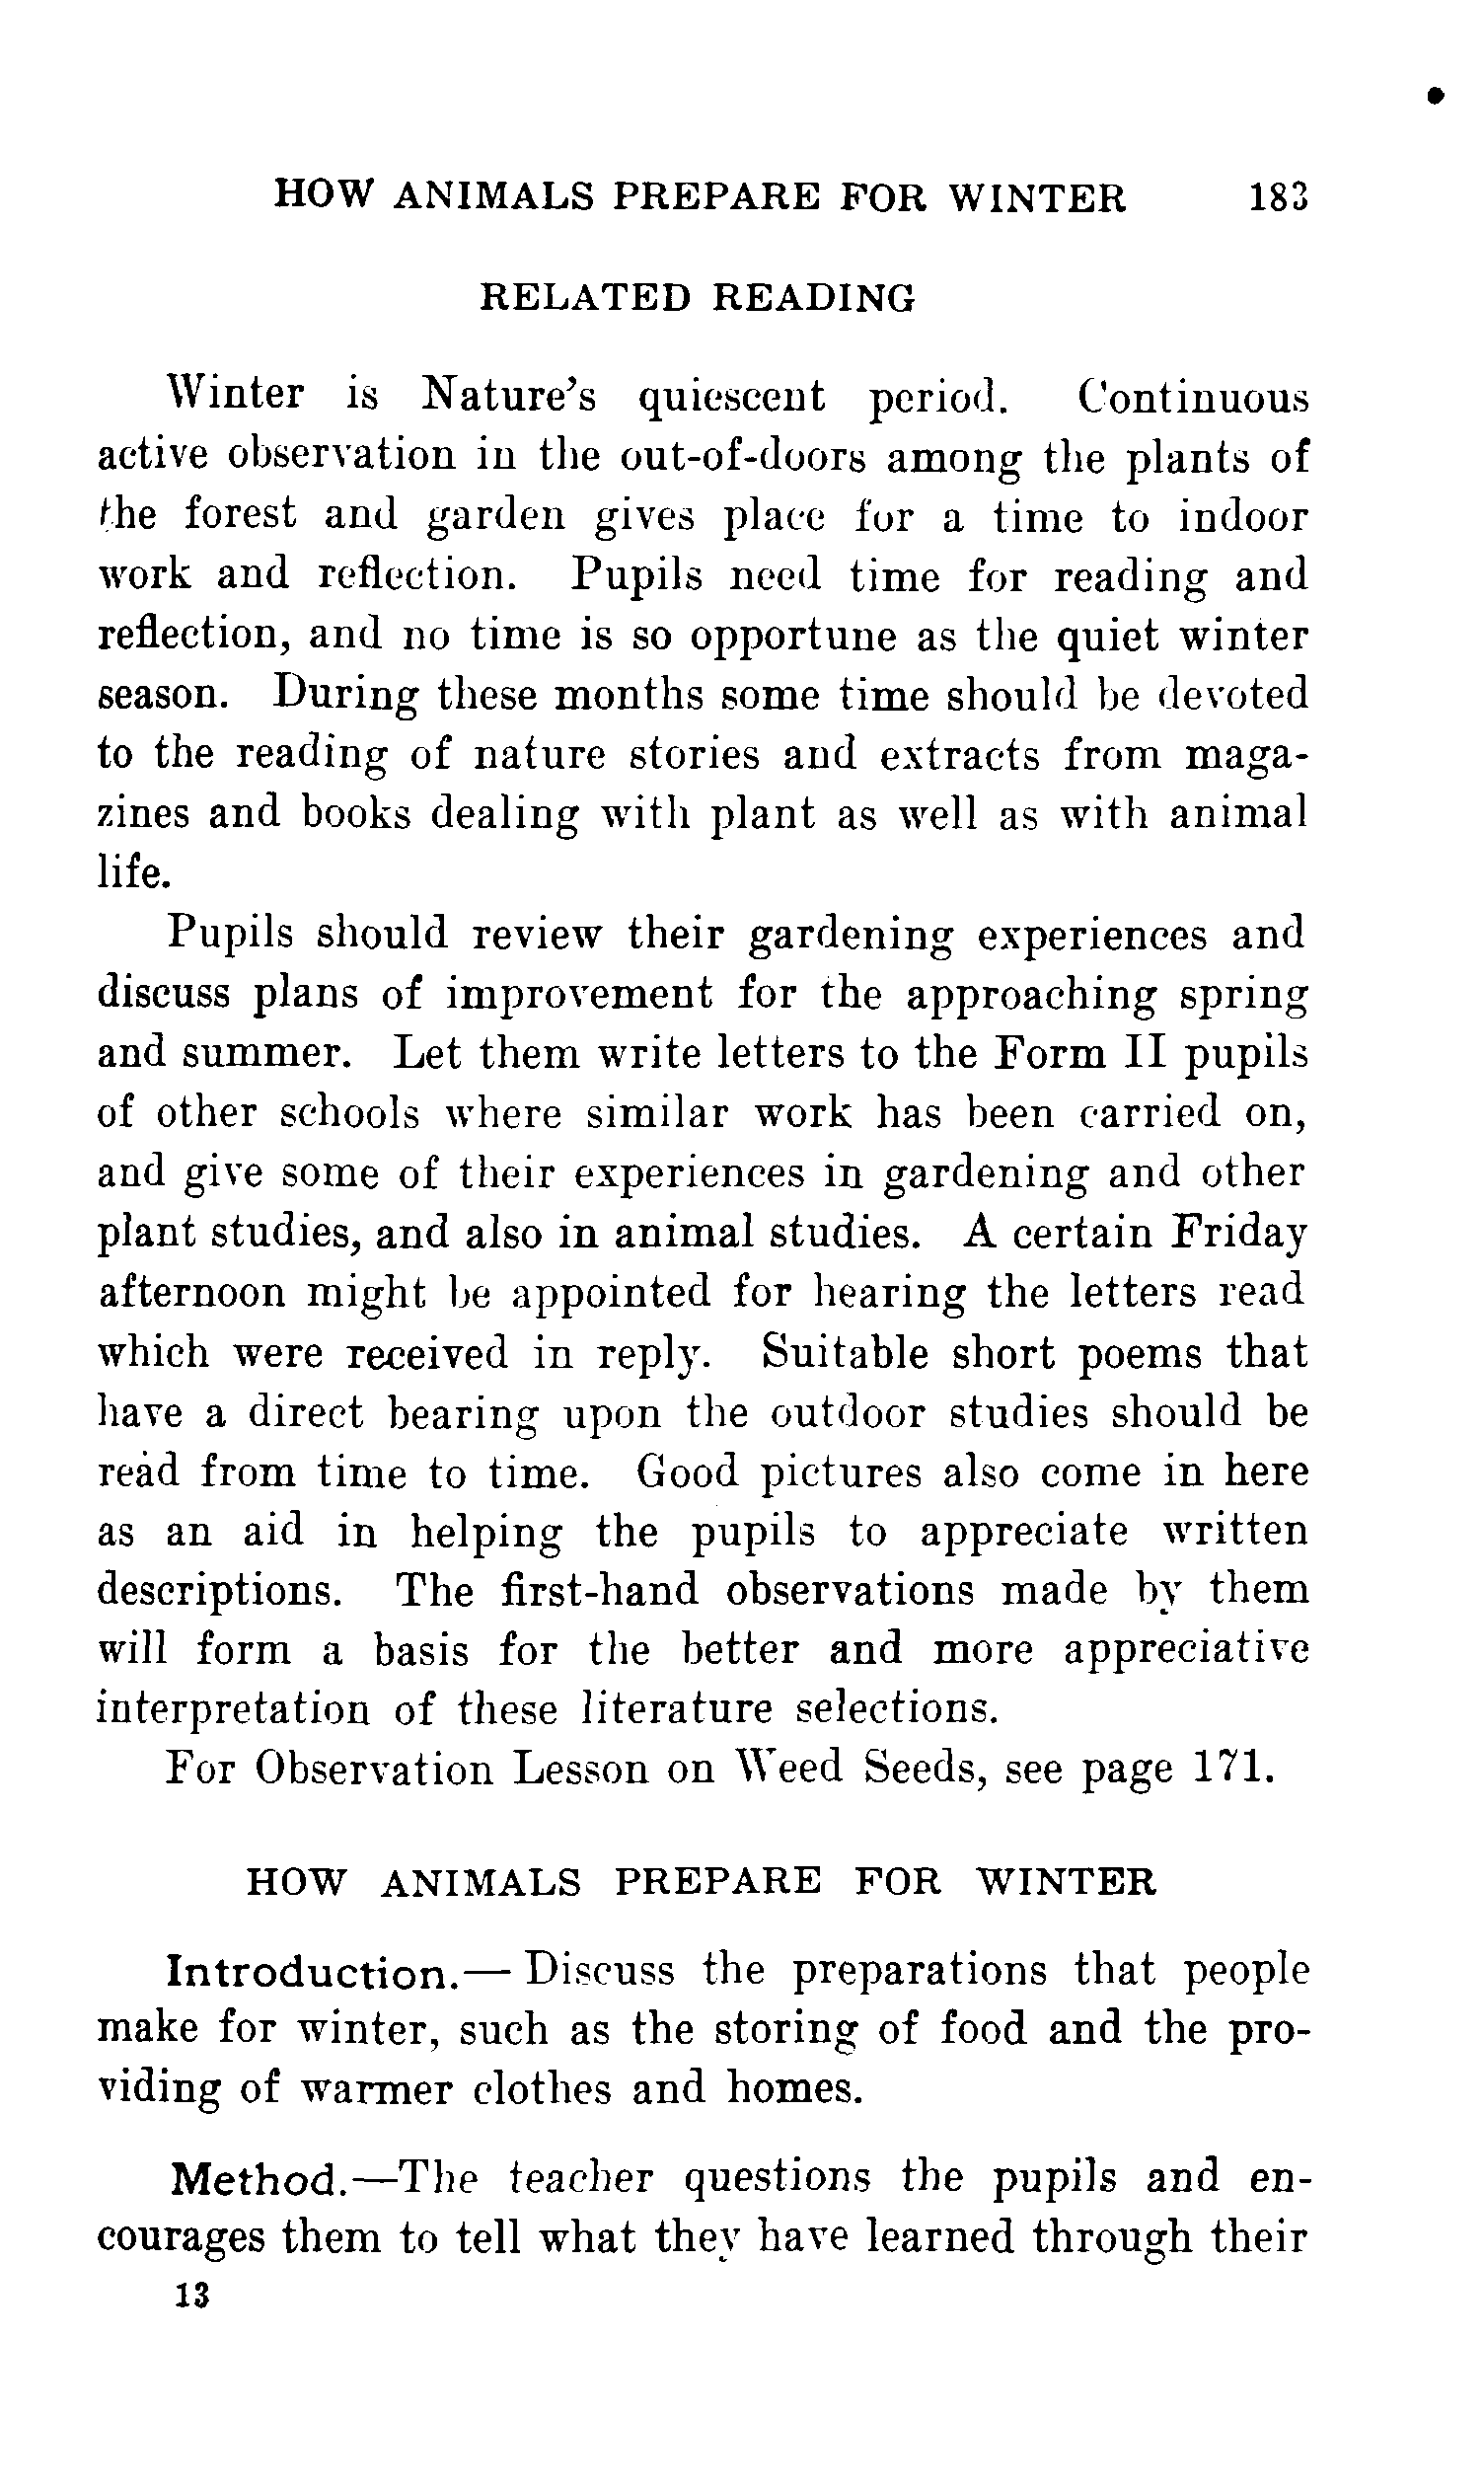 HOW ANIMALS PREPARE FOR WINTER 183
RELATED READING
Winter is Nature's quiescent period. Continuous
active observation in the out-of-doors among the plants of
the forest and garden gives place for a time to indoor
work and reflection. Pupils need time for reading and
reflection, and no time is so opportune as the quiet winter
season. During these months some time should be devoted
to the reading of nature stories and extracts from maga-
zines and books dealing with plant as well as with animal
life.
Pupils should review their gardening experiences and
discuss plans of improvement for the approaching spring
and summer. Let them write letters to the Form II pupils
of other schools where similar work has been carried on,
and give some of their experiences in gardening and other
plant studies, and also in animal studies. A certain Friday
afternoon might be appointed for hearing the letters read
which were received in reply. Suitable short poems that
have a direct bearing upon the outdoor studies should be
read from time to time. Good pictures also come in here
as an aid in helping the pupils to appreciate written
descriptions. The first-hand observations made by them
will form a basis for the better and more appreciative
interpretation of these literature selections.
For Observation Lesson on Weed Seeds, see page 171.
HOW ANIMALS PREPARE FOR WINTER
Introduction.— Discuss the preparations that people
make for winter, such as the storing of food and the pro-
viding of warmer clothes and homes.
Method.—The teacher questions the pupils and en-
courages them to tell what they have learned through their
13